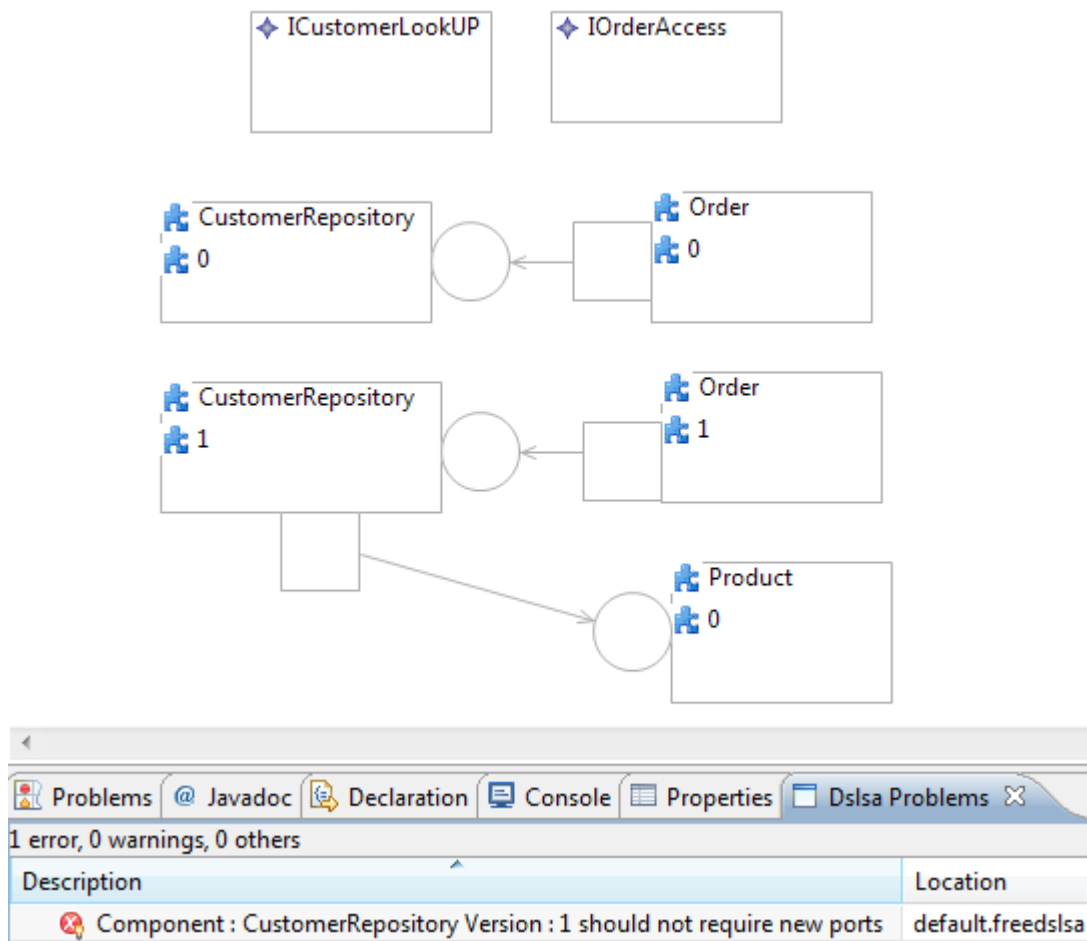 ICustomerLookUP
IOrderAccess
CustomerRepository
0
Order
0
CustomerRepository
1
Order
1
Product
0
Problems @ Javadoc Declaration Console Properties Dslsa Problems
1 error, 0 warnings, 0 others
Description Location
Component : CustomerRepository Version : 1 should not require new ports default.freedslsa